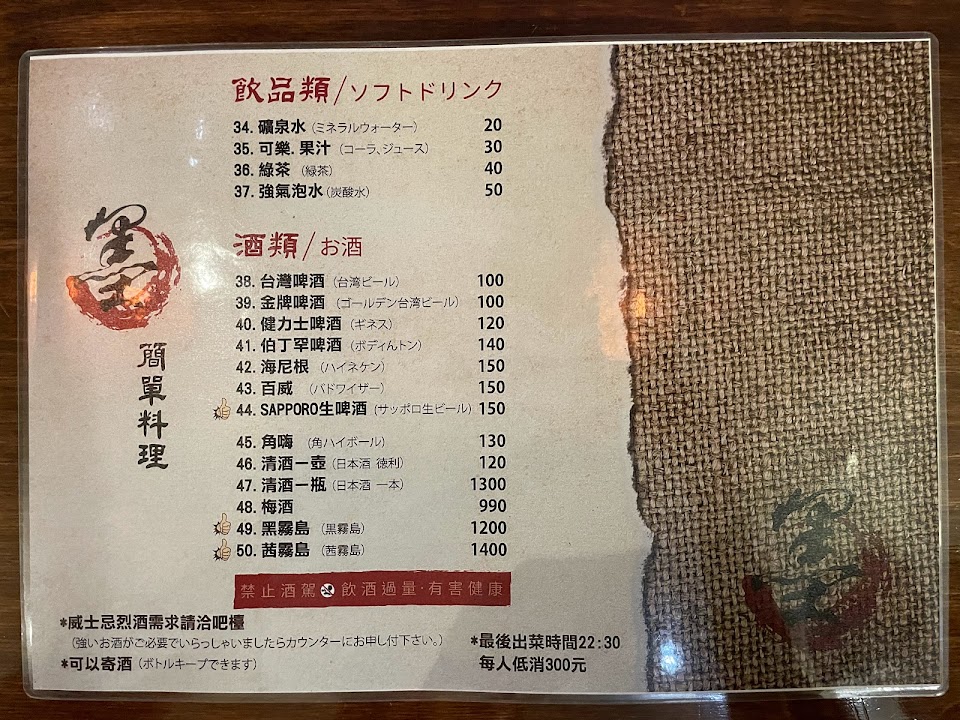 飲品類/ソフトドリンク
34. 礦泉水 (ミネラルウォーター) 20
35. 可樂. 果汁 (コーラ、ジュース) 30
36. 綠茶 (緑茶) 40
37. 強氣泡水 (炭酸水) 50
酒類/お酒
38. 台灣啤酒 (台湾ビール) 100
39. 金牌啤酒 (ゴールデン台湾ビール) 100
40. 健力士啤酒 (ギネス) 120
41. 伯丁罕啤酒 (ボディんトン) 140
42. 海尼根 (ハイネケン) 150
43. 百威 (バドワイザー) 150
44. SAPPORO生啤酒 (サッポロ生ビール) 150
45. 角嗨 (角ハイボール) 130
46. 清酒一壺 (日本酒 徳利) 120
47. 清酒一瓶 (日本酒 一本) 1300
48. 梅酒 990
49. 黑霧島 (黒霧島) 1200
50. 茜霧島 (茜霧島) 1400
禁止酒駕 飲酒過量·有害健康
簡單料理
*威士忌烈酒需求請洽吧檯
(強いお酒がご必要でいらっしゃいましたらカウンターにお申し付下さい。)
*可以寄酒 (ボトルキープできます)
*最後出菜時間22:30
每人低消300元